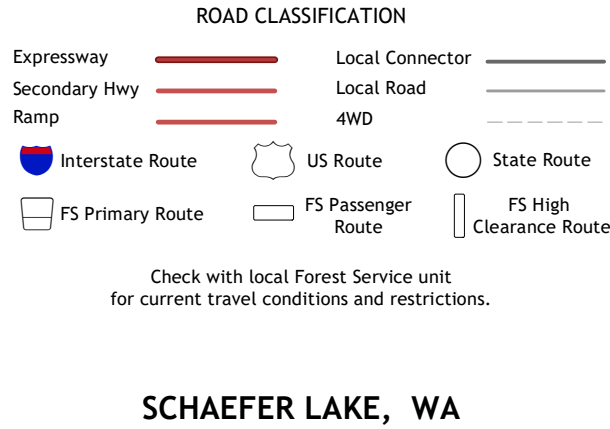 ROAD CLASSIFICATION
Expressway
Local Connector
Secondary Hwy
Local Road
Ramp
4WD
Interstate Route
US Route
State Route
FS Primary Route
FS Passenger
Route
FS High
Clearance Route
Check with local Forest Service unit
for current travel conditions and restrictions.
SCHAEFER LAKE, WA